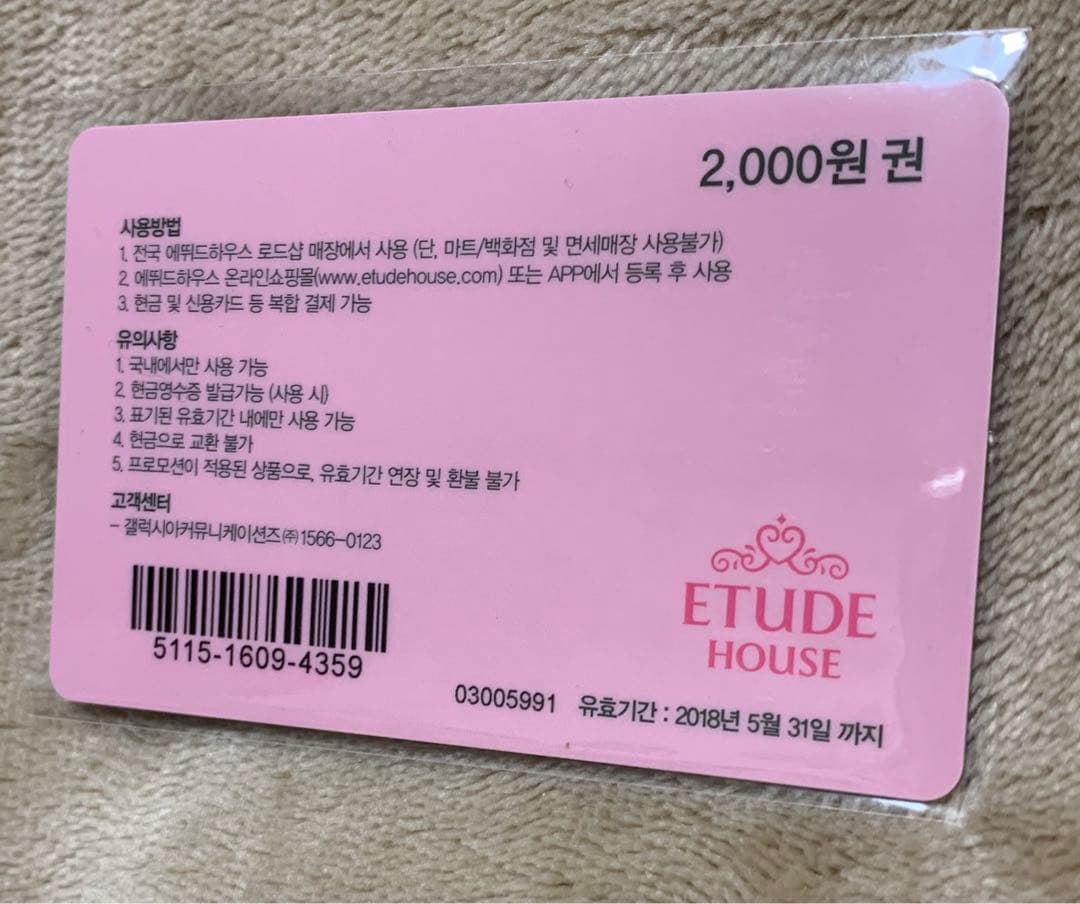 2,000원 권
사용방법
1. 전국 에뛰드하우스 로드샵 매장에서 사용 (단, 마트/백화점 및 면세매장 사용불가)
2. 에뛰드하우스 온라인쇼핑몰(www.etudehouse.com) 또는 APP에서 등록 후 사용
3. 현금 및 신용카드 등 복합 결제 가능
유의사항
1. 국내에서만 사용 가능
2. 현금영수증 발급가능 (사용 시)
3. 표기된 유효기간 내에만 사용 가능
4. 현금으로 교환 불가
5. 프로모션이 적용된 상품으로, 유효기간 연장 및 환불 불가
고객센터
- 갤럭시아커뮤니케이션즈㈜ 1566-0123
5115-1609-4359
ETUDE
HOUSE
03005991 유효기간 : 2018년 5월 31일 까지